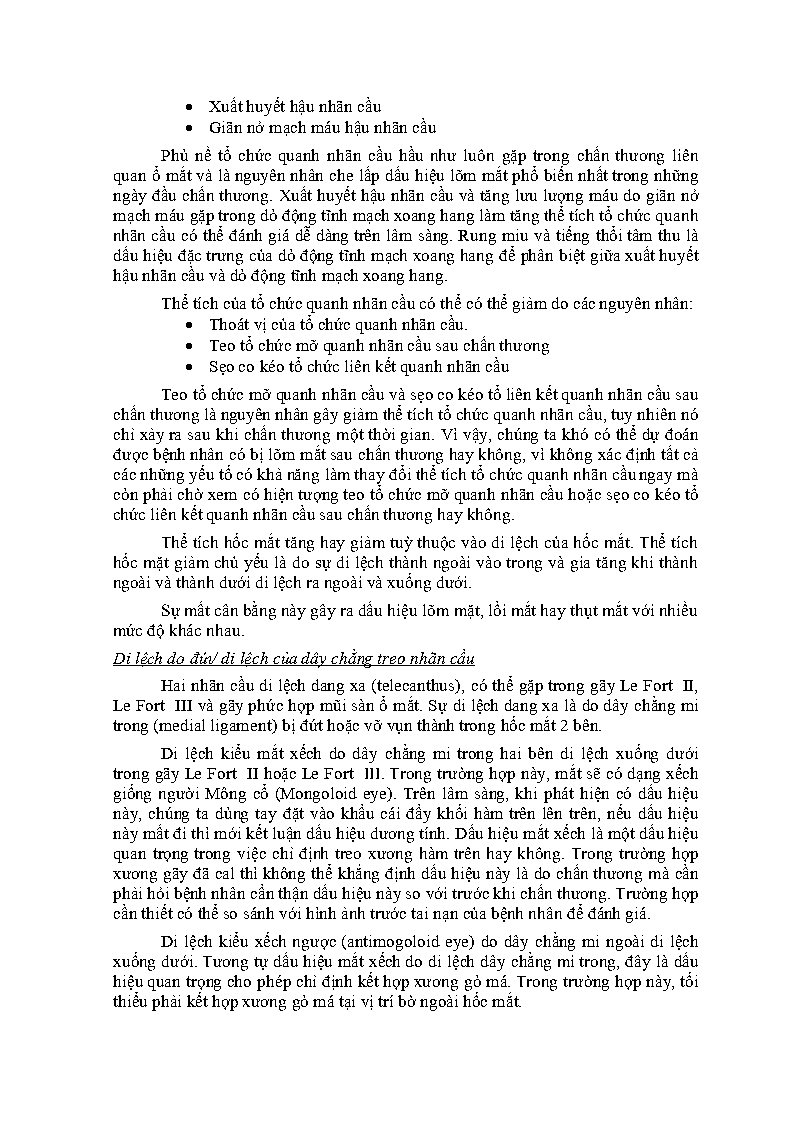 • Xuất huyết hậu nhãn cầu
• Giãn nở mạch máu hậu nhãn cầu
Phù nề tổ chức quanh nhãn cầu hầu như luôn gặp trong chấn thương liên
quan ổ mắt và là nguyên nhân che lấp dấu hiệu lõm mắt phổ biến nhất trong những
ngày đầu chấn thương. Xuất huyết hậu nhãn cầu và tăng lưu lượng máu do giãn nở
mạch máu gặp trong dò động tĩnh mạch xoang hang làm tăng thể tích tổ chức quanh
nhãn cầu có thể đánh giá dễ dàng trên lâm sàng. Rung miu và tiếng thổi tâm thu là
dấu hiệu đặc trưng của dò động tĩnh mạch xoang hang để phân biệt giữa xuất huyết
hậu nhãn cầu và dò động tĩnh mạch xoang hang.
Thể tích của tổ chức quanh nhãn cầu có thể có thể giảm do các nguyên nhân:
• Thoát vị của tổ chức quanh nhãn cầu.
• Teo tổ chức mỡ quanh nhãn cầu sau chấn thương
• Sẹo co kéo tổ chức liên kết quanh nhãn cầu
Teo tổ chức mỡ quanh nhãn cầu và sẹo co kéo tổ liên kết quanh nhãn cầu sau
chấn thương là nguyên nhân gây giảm thể tích tổ chức quanh nhãn cầu, tuy nhiên nó
chỉ xảy ra sau khi chấn thương một thời gian. Vì vậy, chúng ta khó có thể dự đoán
được bệnh nhân có bị lõm mắt sau chấn thương hay không, vì không xác định tất cả
các những yếu tố có khả năng làm thay đổi thể tích tổ chức quanh nhãn cầu ngay mà
còn phải chờ xem có hiện tượng teo tổ chức mỡ quanh nhãn cầu hoặc sẹo co kéo tổ
chức liên kết quanh nhãn cầu sau chấn thương hay không.
Thể tích hốc mắt tăng hay giảm tuỳ thuộc vào di lệch của hốc mắt. Thể tích
hốc mặt giảm chủ yếu là do sự di lệch thành ngoài vào trong và gia tăng khi thành
ngoài và thành dưới di lệch ra ngoài và xuống dưới.
Sự mất cân bằng này gây ra dấu hiệu lõm mặt, lồi mắt hay thụt mắt với nhiều
mức độ khác nhau.
Di lệch do đứt/ di lệch của dây chằng treo nhãn cầu
Hai nhãn cầu di lệch dang xa (telecanthus), có thể gặp trong gãy Le Fort II,
Le Fort III và gãy phức hợp mũi sàn ổ mắt. Sự di lệch dang xa là do dây chằng mi
trong (medial ligament) bị đứt hoặc vỡ vụn thành trong hốc mắt 2 bên.
Di lệch kiểu mắt xếch do dây chằng mi trong hai bên di lệch xuống dưới
trong gãy Le Fort II hoặc Le Fort III. Trong trường hợp này, mắt sẽ có dạng xếch
giống người Mông cổ (Mongoloid eye). Trên lâm sàng, khi phát hiện có dấu hiệu
này, chúng ta dùng tay đặt vào khẩu cái đẩy khối hàm trên lên trên, nếu dấu hiệu
này mất đi thì mới kết luận dấu hiệu dương tính. Dấu hiệu mắt xếch là một dấu hiệu
quan trọng trong việc chỉ định treo xương hàm trên hay không. Trong trường hợp
xương gãy đã cal thì không thể khẳng định dấu hiệu này là do chấn thương mà cần
phải hỏi bệnh nhân cẩn thận dấu hiệu này so với trước khi chấn thương. Trường hợp
cần thiết có thể so sánh với hình ảnh trước tai nạn của bệnh nhân để đánh giá.
Di lệch kiểu xếch ngược (antimogoloid eye) do dây chằng mi ngoài di lệch
xuống dưới. Tương tự dấu hiệu mắt xếch do di lệch dây chằng mi trong, đây là dấu
hiệu quan trọng cho phép chỉ định kết hợp xương gò má. Trong trường hợp này, tối
thiểu phải kết hợp xương gò má tại vị trí bờ ngoài hốc mắt.